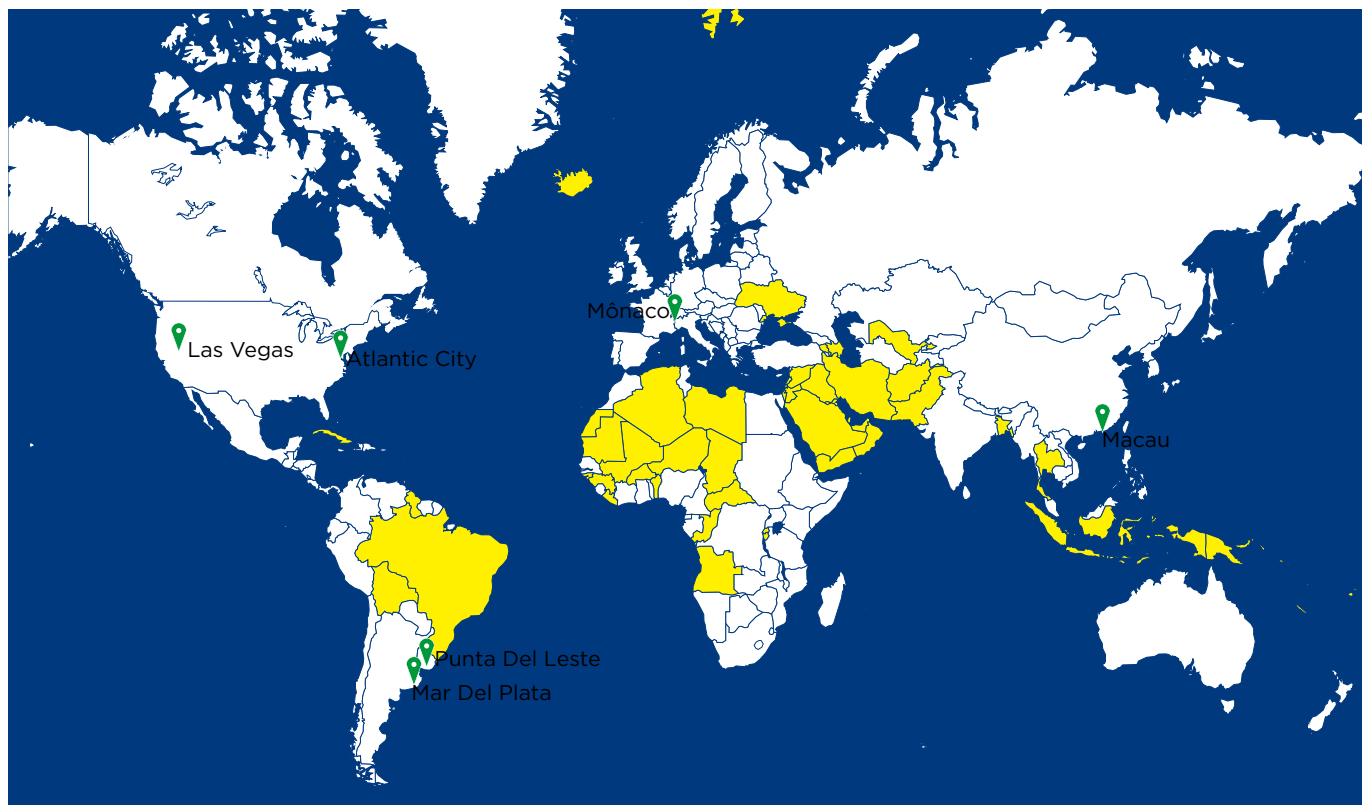 Mônaco
Las Vegas
Atlantic City
Macau
Punta Del Leste
Mar Del Plata